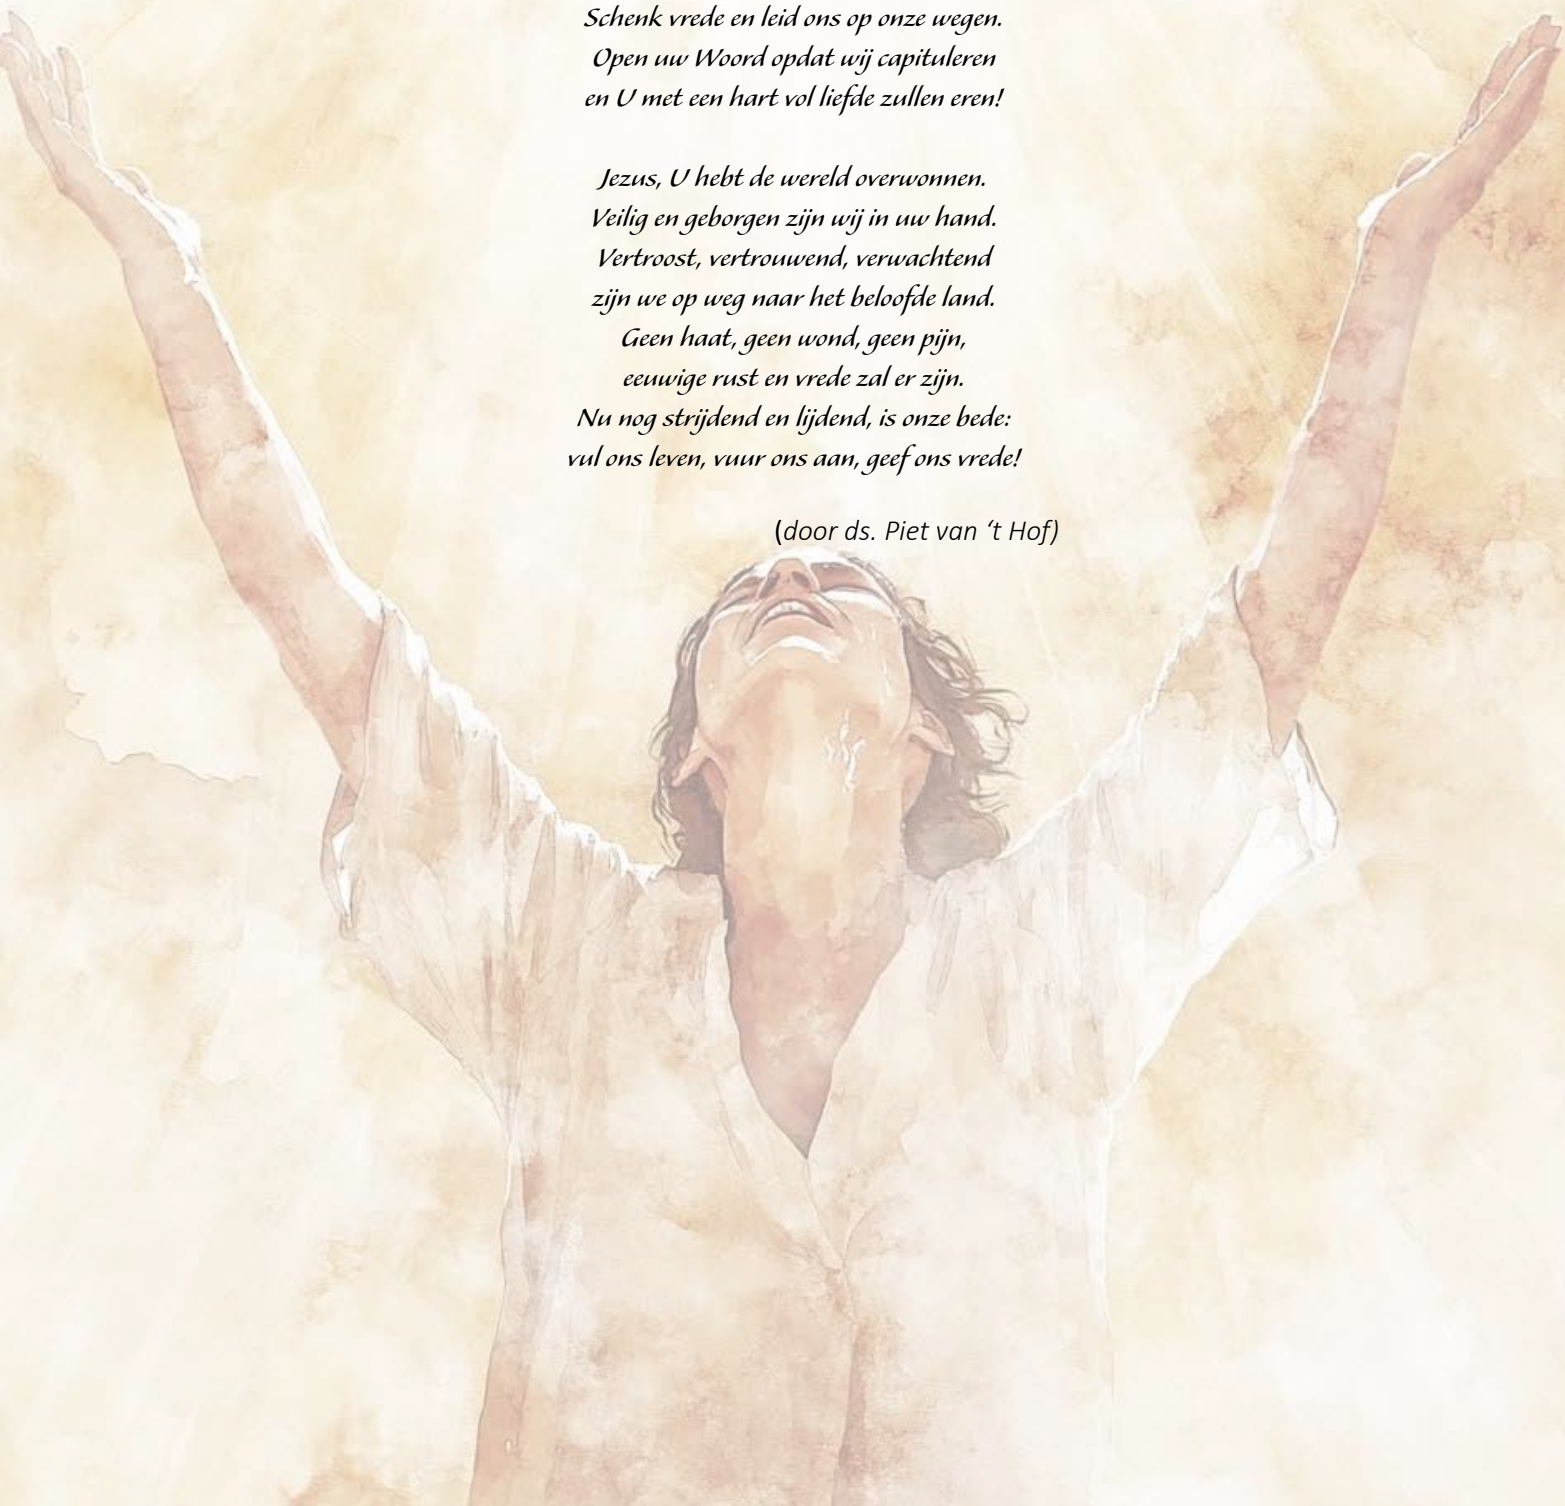 Schenk vrede en leid ons op onze wegen.
Open uw Woord opdat wij capituleren
en U met een hart vol liefde zullen eren!
Jezus, U hebt de wereld overwonnen.
Veilig en geborgen zijn wij in uw hand.
Vertroost, vertrouwend, verwachtend
zijn we op weg naar het beloofde land.
Geen haat, geen wond, geen pijn,
eeuwige rust en vrede zal er zijn.
Nu nog strijdend en lijdend, is onze bede:
vul ons leven, vuur ons aan, geef ons vrede!
(door ds. Piet van ‘t Hof)